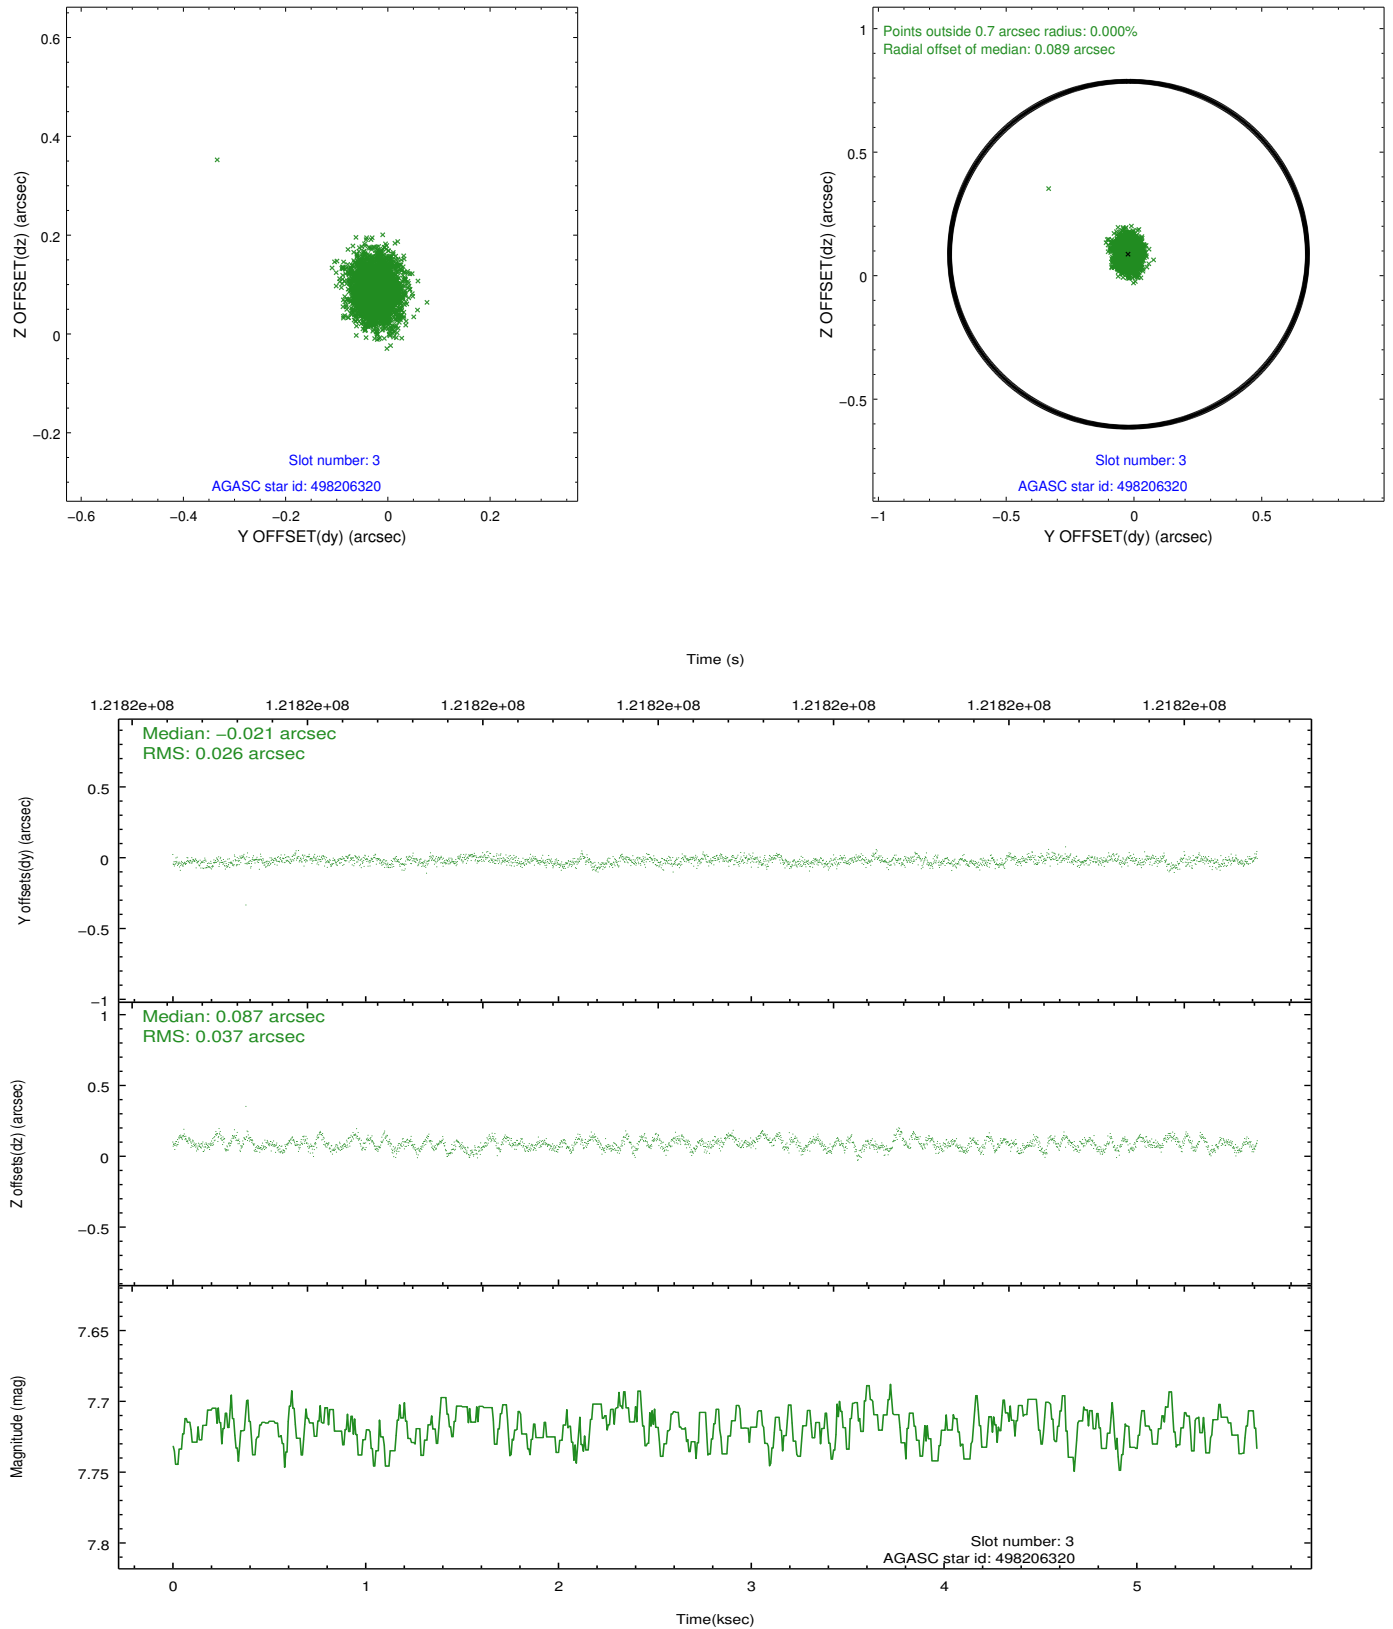 0.6
0.4
0.2
0
−0.2
Z OFFSET(dz) (arcsec)
Slot number: 3
AGASC star id: 498206320
−0.6 −0.4 −0.2 0 0.2
Y OFFSET(dy) (arcsec)
Points outside 0.7 arcsec radius: 0.000%
Radial offset of median: 0.089 arcsec
1
0.5
0
−0.5
Z OFFSET(dz) (arcsec)
Slot number: 3
AGASC star id: 498206320
−1 −0.5 0 0.5
Y OFFSET(dy) (arcsec)
Time (s)
1.2182e+08 1.2182e+08 1.2182e+08 1.2182e+08 1.2182e+08 1.2182e+08 1.2182e+08
Median: −0.021 arcsec
RMS: 0.026 arcsec
0.5
0
−0.5
−1
Y offsets(dy) (arcsec)
Median: 0.087 arcsec
RMS: 0.037 arcsec
1
0.5
0
−0.5
Z offsets(dz) (arcsec)
7.65
7.7
7.75
7.8
Magnitude (mag)
Slot number: 3
AGASC star id: 498206320
0 1 2 3 4 5
Time(ksec)